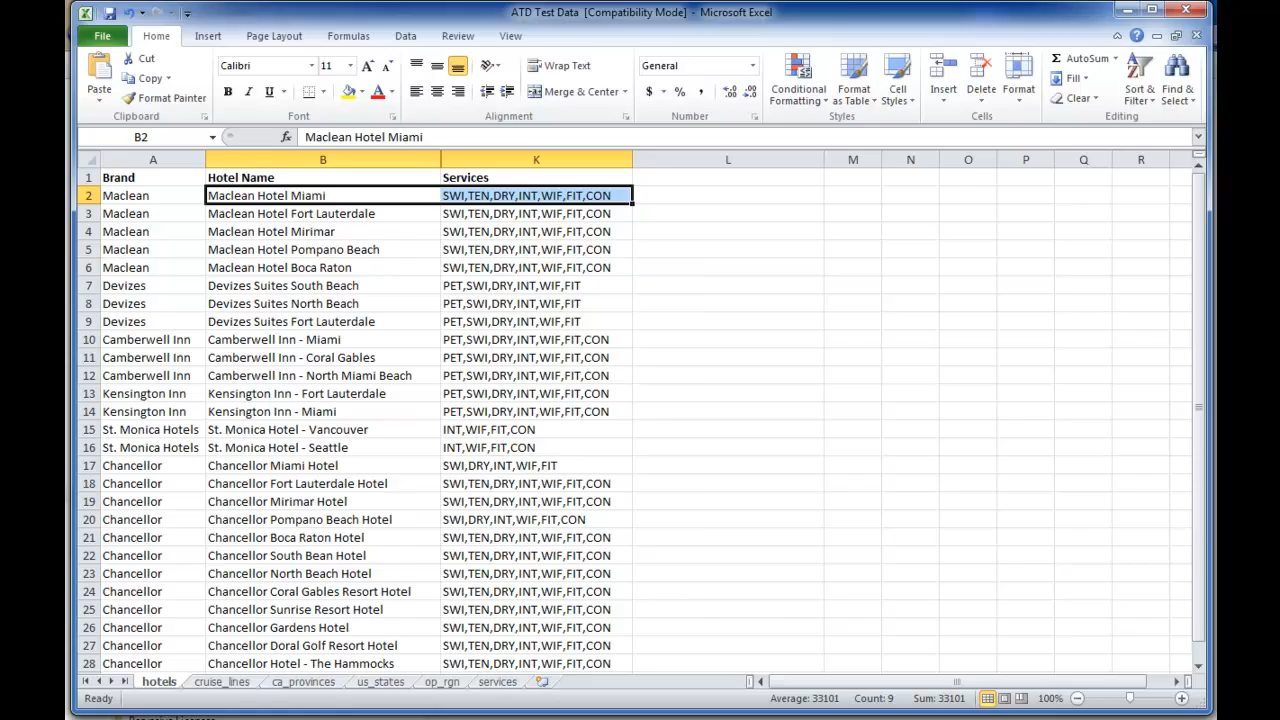 ATD Test Data [Compatibility Mode] - Microsoft Excel
File Home Insert Page Layout Formulas Data Review View
Paste Cut Copy Format Painter Clipboard
Calibri 11 B I U A A A Font
Wrap Text Merge & Center Alignment
General $ % , Number
Conditional Formatting Format as Table Cell Styles Styles
Insert Delete Format Cells
Σ AutoSum Fill Clear Sort & Filter Find & Select Editing
B2 fx Maclean Hotel Miami
A B K L M N O P Q R
1 Brand Hotel Name Services
2 Maclean Maclean Hotel Miami SWI,TEN,DRY,INT,WIF,FIT,CON
3 Maclean Maclean Hotel Fort Lauderdale SWI,TEN,DRY,INT,WIF,FIT,CON
4 Maclean Maclean Hotel Mirimar SWI,TEN,DRY,INT,WIF,FIT,CON
5 Maclean Maclean Hotel Pompano Beach SWI,TEN,DRY,INT,WIF,FIT,CON
6 Maclean Maclean Hotel Boca Raton SWI,TEN,DRY,INT,WIF,FIT,CON
7 Devizes Devizes Suites South Beach PET,SWI,DRY,INT,WIF,FIT
8 Devizes Devizes Suites North Beach PET,SWI,DRY,INT,WIF,FIT
9 Devizes Devizes Suites Fort Lauderdale PET,SWI,DRY,INT,WIF,FIT
10 Camberwell Inn Camberwell Inn - Miami PET,SWI,DRY,INT,WIF,FIT,CON
11 Camberwell Inn Camberwell Inn - Coral Gables PET,SWI,DRY,INT,WIF,FIT,CON
12 Camberwell Inn Camberwell Inn - North Miami Beach PET,SWI,DRY,INT,WIF,FIT,CON
13 Kensington Inn Kensington Inn - Fort Lauderdale PET,SWI,DRY,INT,WIF,FIT,CON
14 Kensington Inn Kensington Inn - Miami PET,SWI,DRY,INT,WIF,FIT,CON
15 St. Monica Hotels St. Monica Hotel - Vancouver INT,WIF,FIT,CON
16 St. Monica Hotels St. Monica Hotel - Seattle INT,WIF,FIT,CON
17 Chancellor Chancellor Miami Hotel SWI,DRY,INT,WIF,FIT
18 Chancellor Chancellor Fort Lauderdale Hotel SWI,TEN,DRY,INT,WIF,FIT,CON
19 Chancellor Chancellor Mirimar Hotel SWI,TEN,DRY,INT,WIF,FIT,CON
20 Chancellor Chancellor Pompano Beach Hotel SWI,DRY,INT,WIF,FIT,CON
21 Chancellor Chancellor Boca Raton Hotel SWI,TEN,DRY,INT,WIF,FIT,CON
22 Chancellor Chancellor South Bean Hotel SWI,TEN,DRY,INT,WIF,FIT,CON
23 Chancellor Chancellor North Beach Hotel SWI,TEN,DRY,INT,WIF,FIT,CON
24 Chancellor Chancellor Coral Gables Resort Hotel SWI,TEN,DRY,INT,WIF,FIT,CON
25 Chancellor Chancellor Sunrise Resort Hotel SWI,TEN,DRY,INT,WIF,FIT,CON
26 Chancellor Chancellor Gardens Hotel SWI,TEN,DRY,INT,WIF,FIT,CON
27 Chancellor Chancellor Doral Golf Resort Hotel SWI,TEN,DRY,INT,WIF,FIT,CON
28 Chancellor Chancellor Hotel - The Hammocks SWI,TEN,DRY,INT,WIF,FIT,CON
hotels cruise_lines ca_provinces us_states op_rgn services
Ready Average: 33101 Count: 9 Sum: 33101 100%